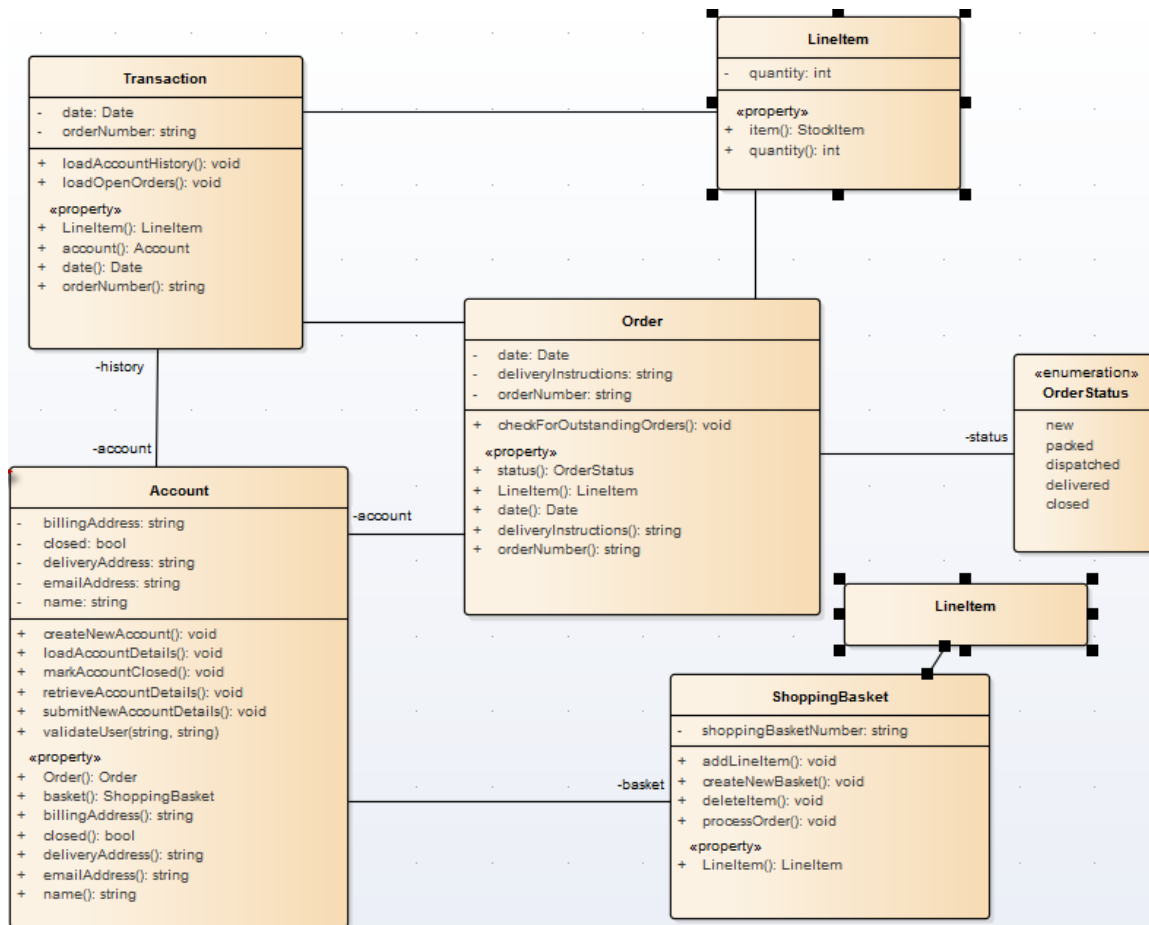 LineItem
- quantity: int
«property»
+ item(): StockItem
+ quantity(): int
Transaction
- date: Date
- orderNumber: string
+ loadAccountHistory(): void
+ loadOpenOrders(): void
«property»
+ LineItem(): LineItem
+ account(): Account
+ date(): Date
+ orderNumber(): string
-history
-account
Order
- date: Date
- deliveryInstructions: string
- orderNumber: string
+ checkForOutstandingOrders(): void
«property»
+ status(): OrderStatus
+ LineItem(): LineItem
+ date(): Date
+ deliveryInstructions(): string
+ orderNumber(): string
-status
«enumeration»
OrderStatus
new
packed
dispatched
delivered
closed
-account
Account
- billingAddress: string
- closed: bool
- deliveryAddress: string
- emailAddress: string
- name: string
+ createNewAccount(): void
+ loadAccountDetails(): void
+ markAccountClosed(): void
+ retrieveAccountDetails(): void
+ submitNewAccountDetails(): void
+ validateUser(string, string)
«property»
+ Order(): Order
+ basket(): ShoppingBasket
+ billingAddress(): string
+ closed(): bool
+ deliveryAddress(): string
+ emailAddress(): string
+ name(): string
LineItem
-basket
ShoppingBasket
- shoppingBasketNumber: string
+ addLineItem(): void
+ createNewBasket(): void
+ deleteItem(): void
+ processOrder(): void
«property»
+ LineItem(): LineItem